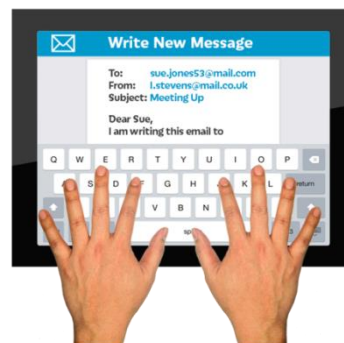 Write New Message
To: sue.jones53@mail.com
From: l.stevens@mail.co.uk
Subject: Meeting Up
Dear Sue,
I am writing this email to
Q W E R T Y U I O P
S D G H K L return
V B N